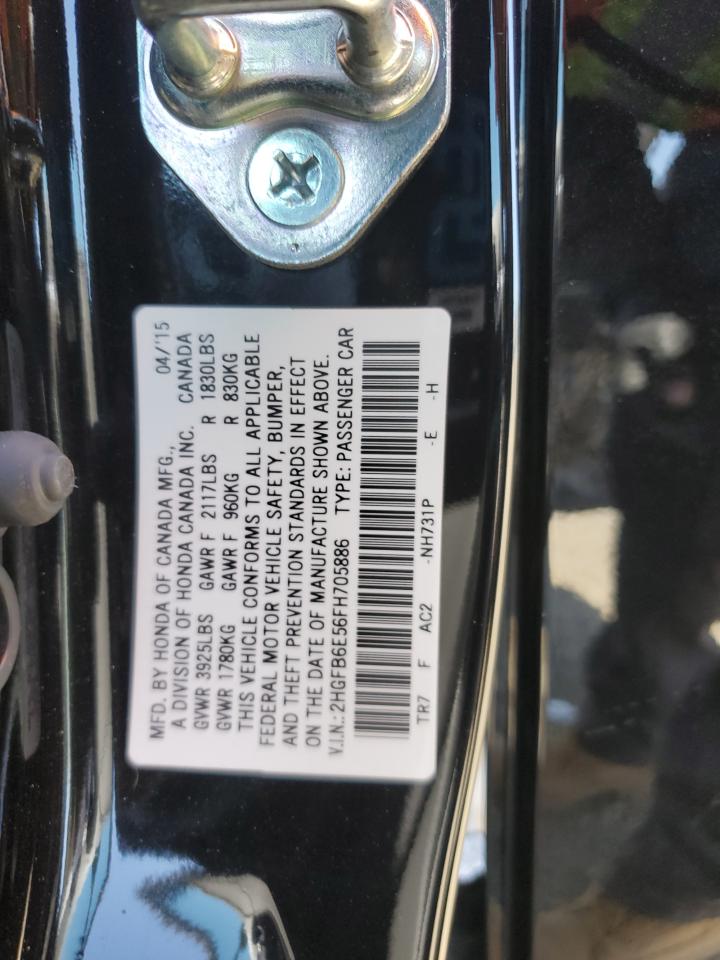 MFD. BY HONDA OF CANADA MFG., 04/'15
A DIVISION OF HONDA CANADA INC. CANADA
GVWR 3925LBS GAWR F 2117LBS R 1830LBS
GVWR 1780KG GAWR F 960KG R 830KG
THIS VEHICLE CONFORMS TO ALL APPLICABLE
FEDERAL MOTOR VEHICLE SAFETY, BUMPER,
AND THEFT PREVENTION STANDARDS IN EFFECT
ON THE DATE OF MANUFACTURE SHOWN ABOVE.
V.I.N.: 2HGFB6E56FH705886 TYPE: PASSENGER CAR
TR7 F AC2 -NH731P -E -H